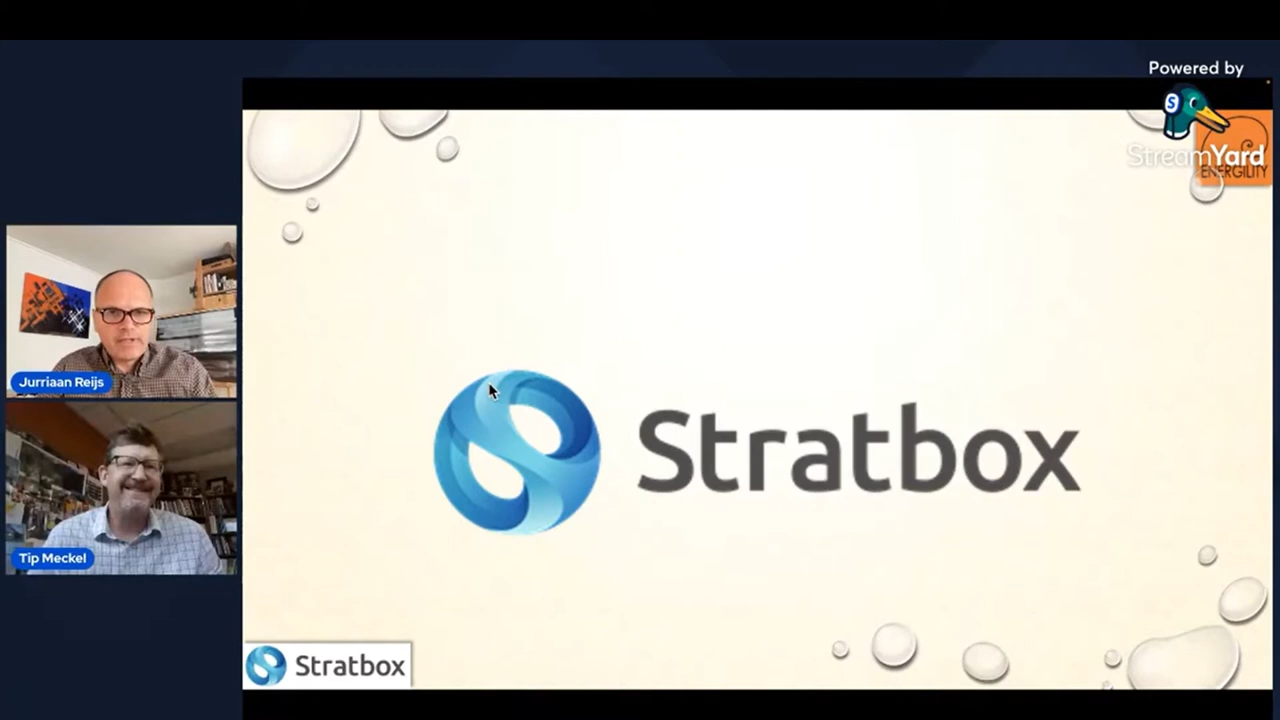 Powered by
S
StreamYard
ENERGILITY
Jurriaan Reijs
Tip Meckel
Stratbox
Stratbox